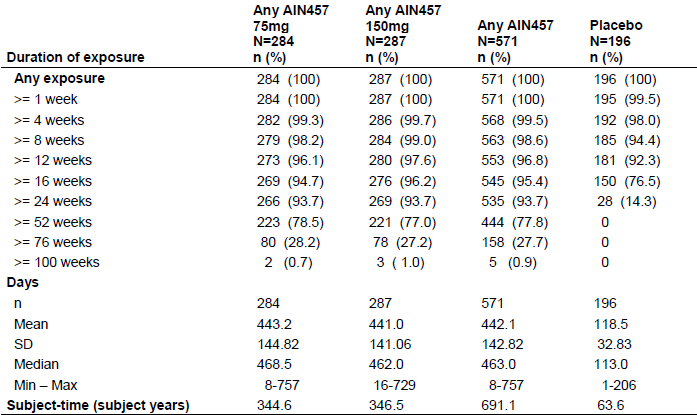 Any AIN457 Any AIN457
75mg 150mg Any AIN457 Placebo
N=284 N=287 N=571 N=196
Duration of exposure n (%) n (%) n (%) n (%)
Any exposure 284 (100) 287 (100) 571 (100) 196 (100)
>= 1 week 284 (100) 287 (100) 571 (100) 195 (99.5)
>= 4 weeks 282 (99.3) 286 (99.7) 568 (99.5) 192 (98.0)
>= 8 weeks 279 (98.2) 284 (99.0) 563 (98.6) 185 (94.4)
>= 12 weeks 273 (96.1) 280 (97.6) 553 (96.8) 181 (92.3)
>= 16 weeks 269 (94.7) 276 (96.2) 545 (95.4) 150 (76.5)
>= 24 weeks 266 (93.7) 269 (93.7) 535 (93.7) 28 (14.3)
>= 52 weeks 223 (78.5) 221 (77.0) 444 (77.8) 0
>= 76 weeks 80 (28.2) 78 (27.2) 158 (27.7) 0
>= 100 weeks 2 (0.7) 3 ( 1.0) 5 (0.9) 0
Days
n 284 287 571 196
Mean 443.2 441.0 442.1 118.5
SD 144.82 141.06 142.82 32.83
Median 468.5 462.0 463.0 113.0
Min – Max 8-757 16-729 8-757 1-206
Subject-time (subject years) 344.6 346.5 691.1 63.6